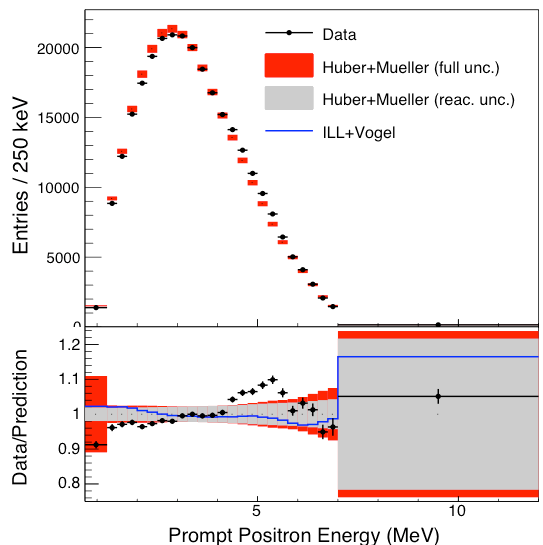 Entries / 250 keV
20000
15000
10000
5000
0
Data
Huber+Mueller (full unc.)
Huber+Mueller (reac. unc.)
ILL+Vogel
Data/Prediction
1.2
1.1
1
0.9
0.8
5
10
Prompt Positron Energy (MeV)